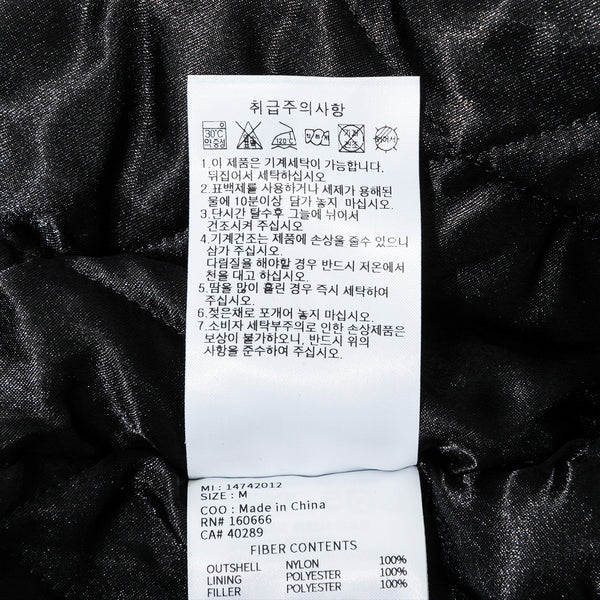 취급주의사항
30℃
약 중성
120℃
1.이 제품은 기계세탁이 가능합니다.
뒤집어서 세탁하십시오
2.표백제를 사용하거나 세제가 용해된
물에 10분이상 담가 놓지 마십시오.
3.단시간 탈수후 그늘에 뉘어서
건조시켜 주십시오
4.기계건조는 제품에 손상을 줄수 있으니
삼가 주십시오.
다림질을 해야할 경우 반드시 저온에서
천을 대고 하십시오.
5.땀을 많이 흘린 경우 즉시 세탁하여
주십시오.
6.젖은채로 포개어 놓지 마십시오.
7.소비자 세탁부주의로 인한 손상제품은
보상이 불가하오니, 반드시 위의
사항을 준수하여 주십시오.
MI : 14742012
SIZE : M
COO : Made in China
RN# 160666
CA# 40289
FIBER CONTENTS
OUTSHELL NYLON 100%
LINING POLYESTER 100%
FILLER POLYESTER 100%